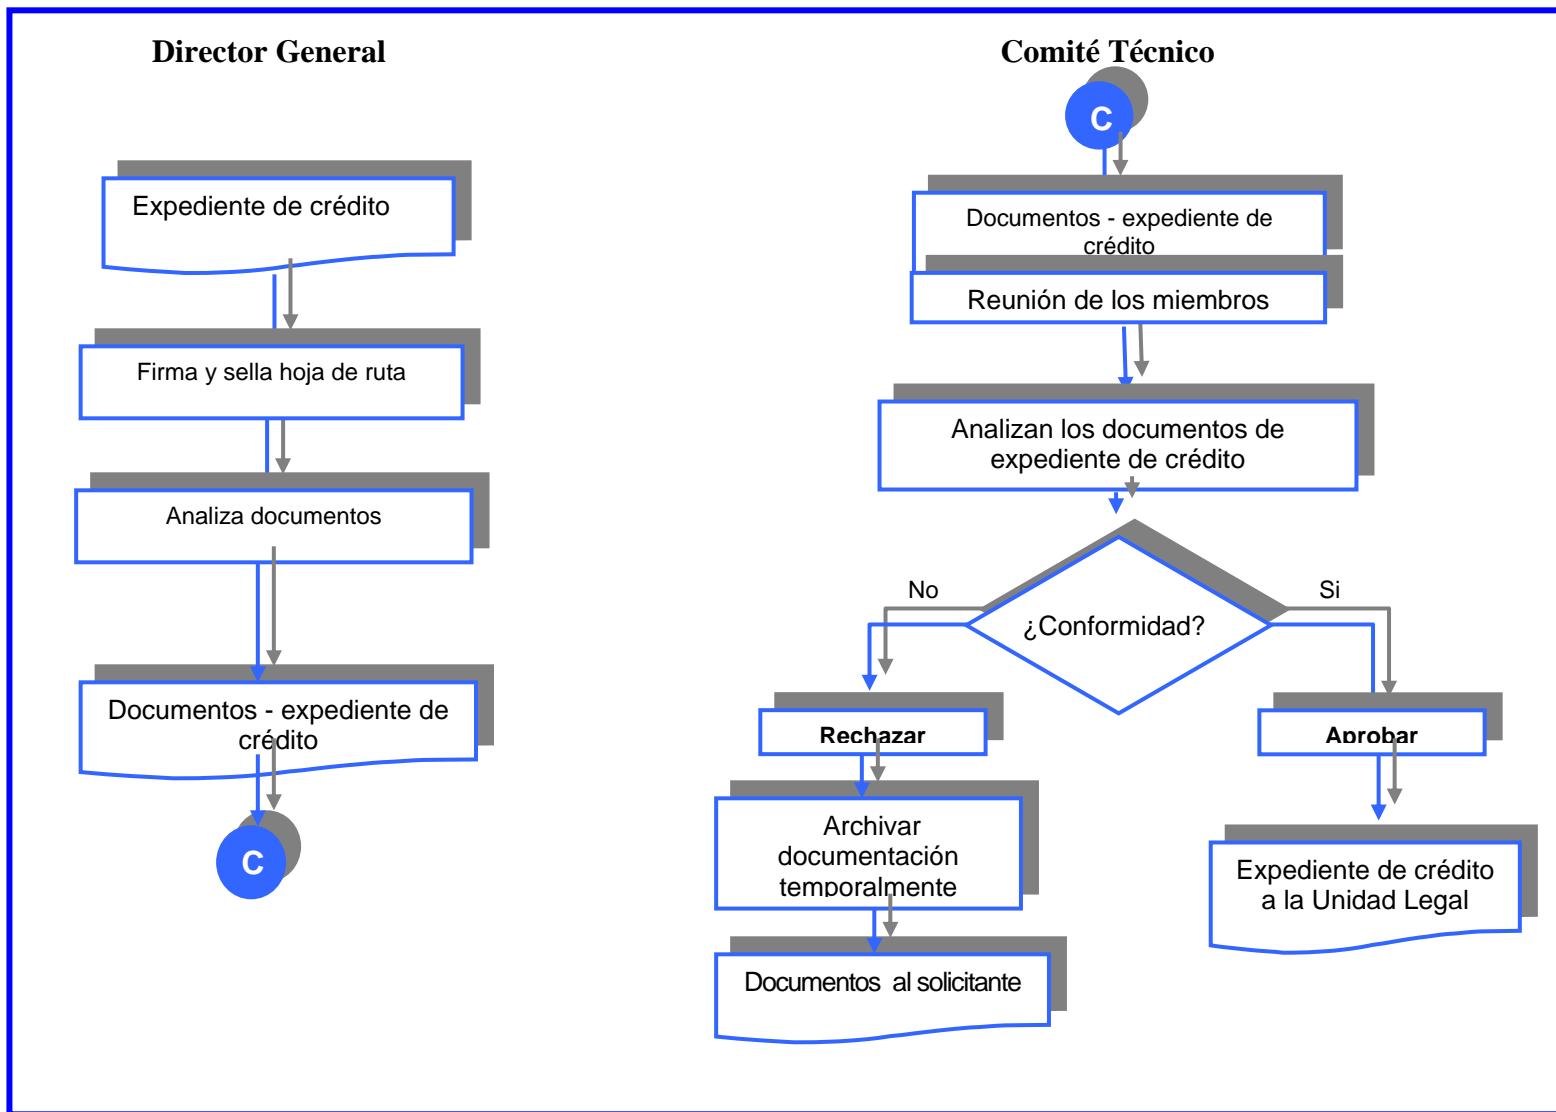 Director General
Expediente de crédito
Firma y sella hoja de ruta
Analiza documentos
Documentos - expediente de
crédito
C
Comité Técnico
C
Documentos - expediente de
crédito
Reunión de los miembros
Analizan los documentos de
expediente de crédito
¿Conformidad?
No
Si
Rechazar
Archivar
documentación
temporalmente
Documentos al solicitante
Aprobar
Expediente de crédito
a la Unidad Legal